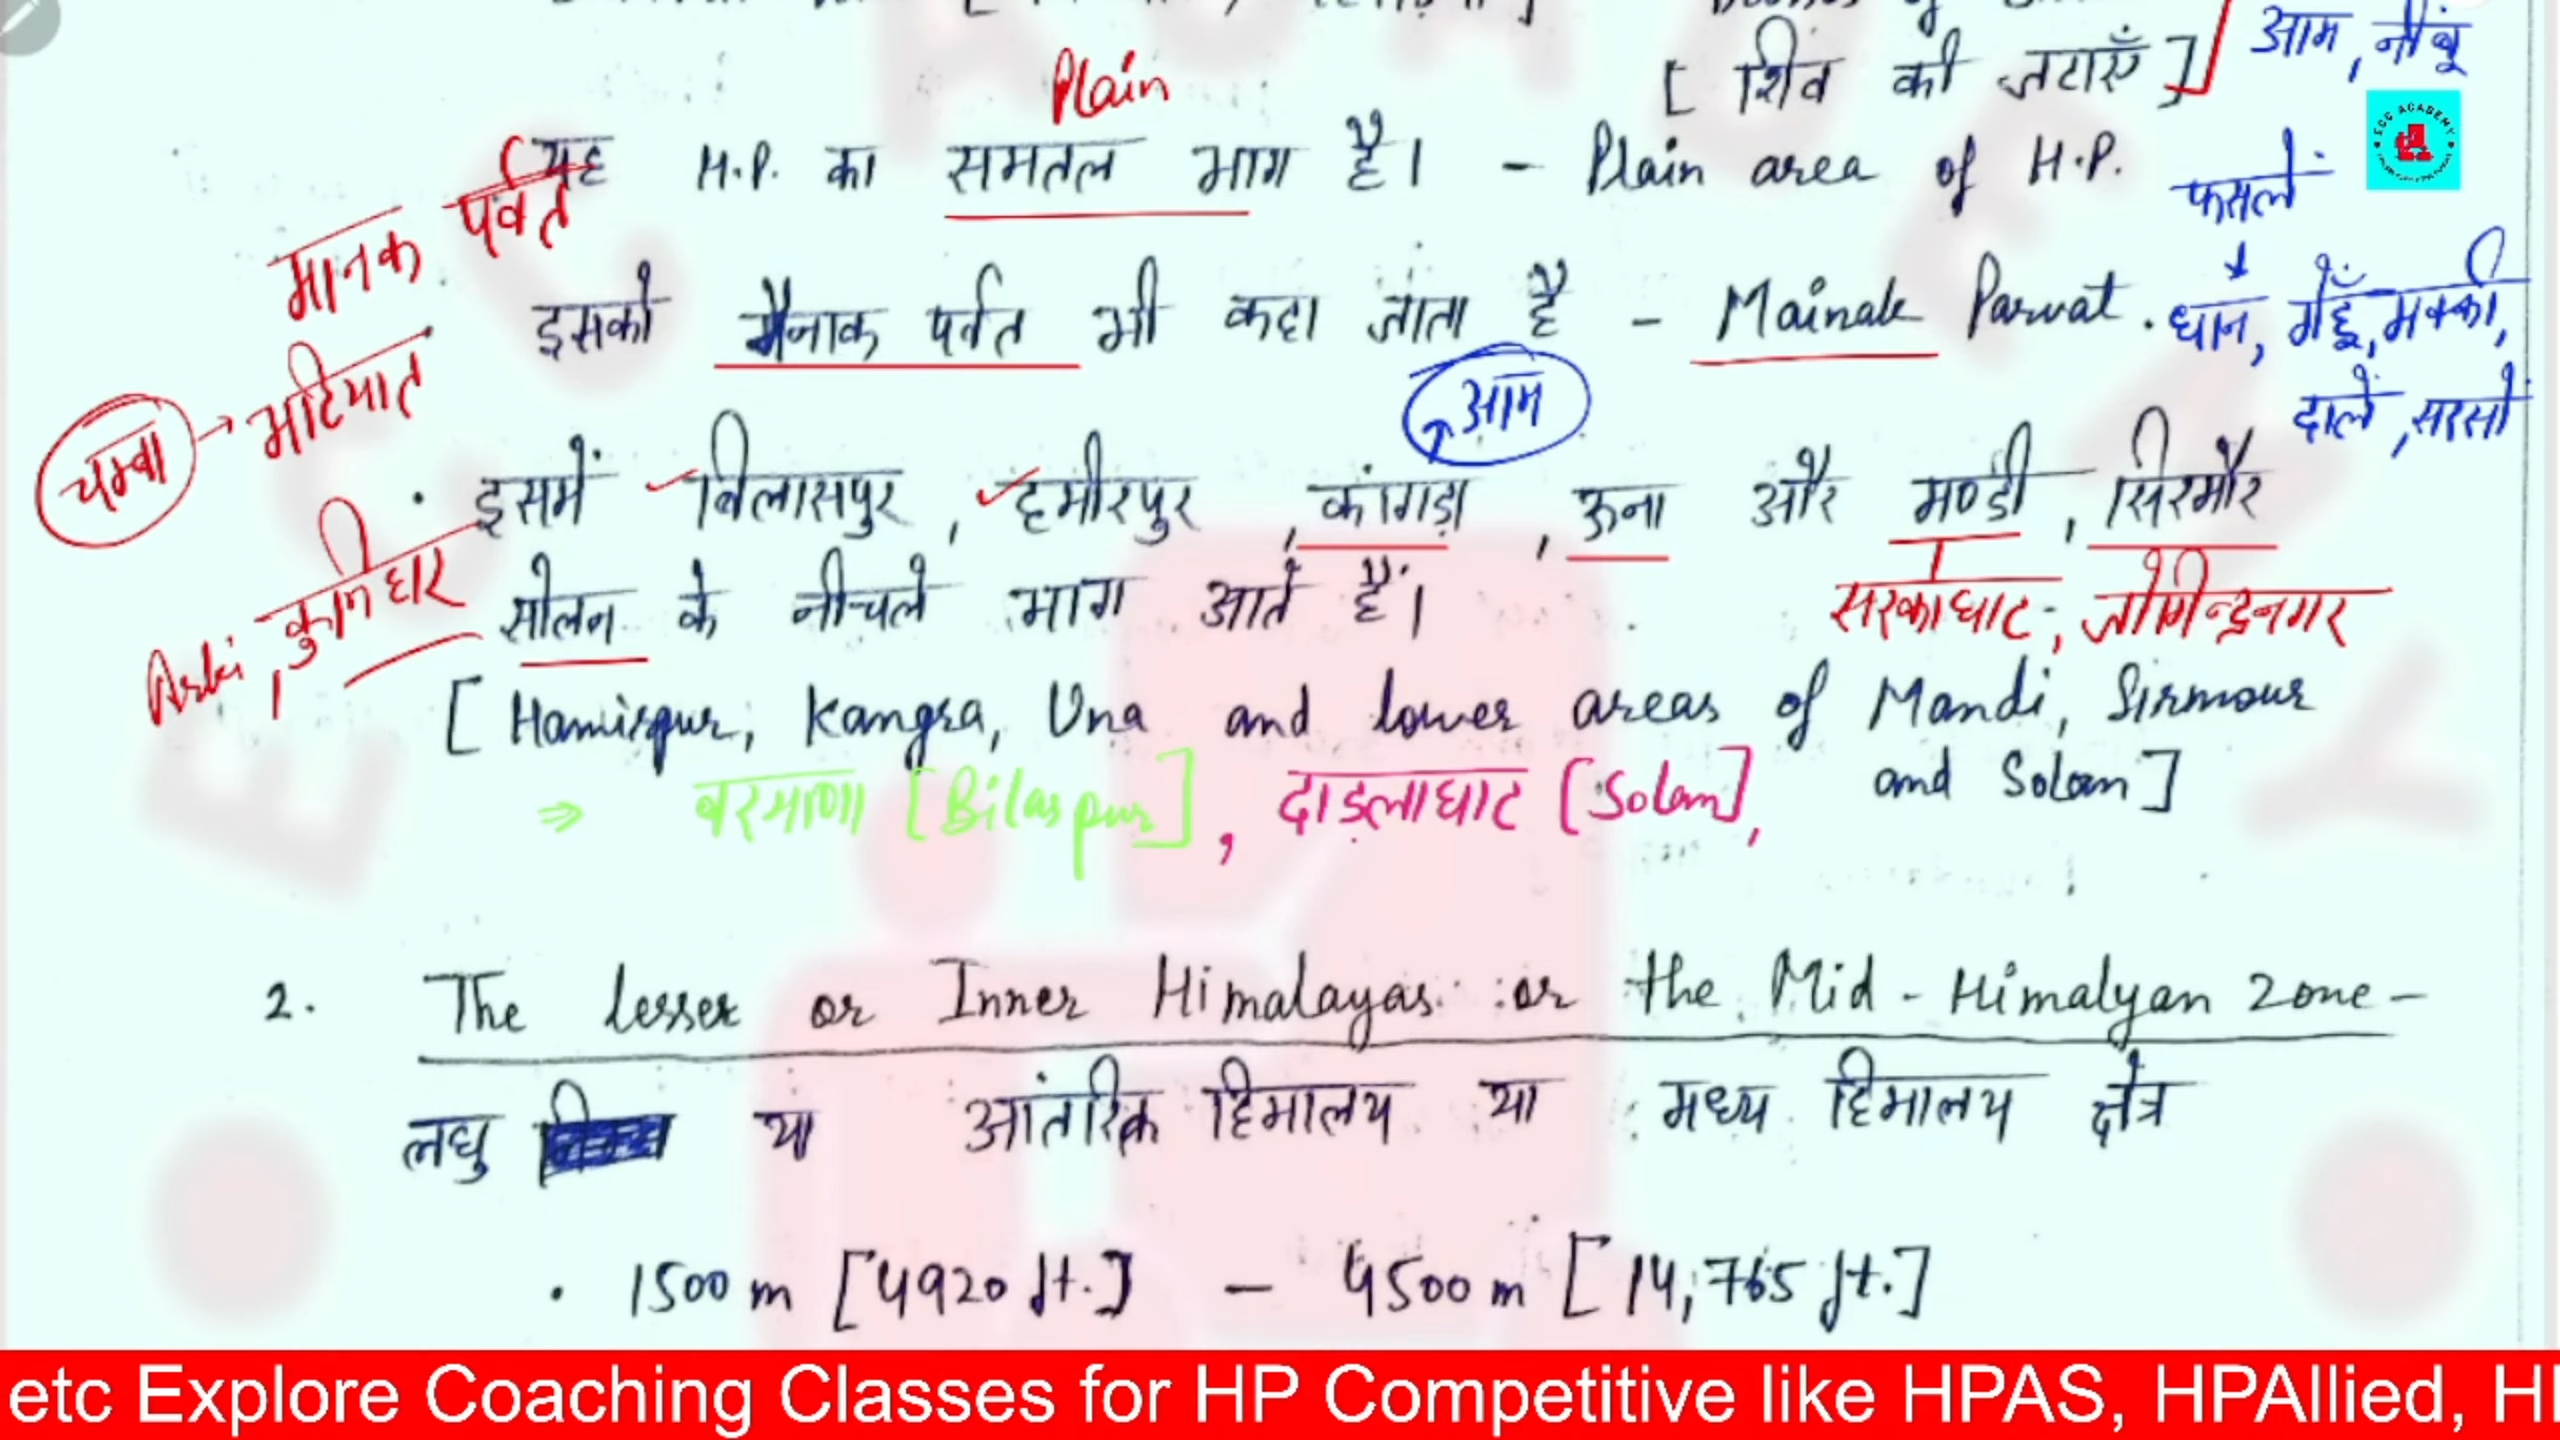 [ शिव की जटाएँ ]
आम, नींबू
Plain
यह H.P. का समतल भाग है। - Plain area of H.P.
फसलें
मानक पर्वत
इसको मैनाक पर्वत भी कहा जाता है - Mainak Parwat.
धान, गेहूँ, मक्की,
दालें, सरसों
आम
चम्बा → भटियात
· इसमें बिलासपुर, हमीरपुर, कांगड़ा, ऊना और मण्डी, सिरमौर
सोलन के नीचले भाग आते हैं।
Arki, कुनिहार
सरकाघाट, जोगिन्द्रनगर
[ Hamirpur, Kangra, Una and lower areas of Mandi, Sirmour
and Solan ]
⇒ बरमाणा [Bilaspur], दाड़लाघाट [Solan],
2. The lesser or Inner Himalayas or the Mid - Himalyan Zone -
लघु या आंतरिक हिमालय या मध्य हिमालय क्षेत्र
· 1500 m [4920 ft.] - 4500 m [14,765 ft.]
ECC ACADEMY
etc Explore Coaching Classes for HP Competitive like HPAS, HPAllied, H